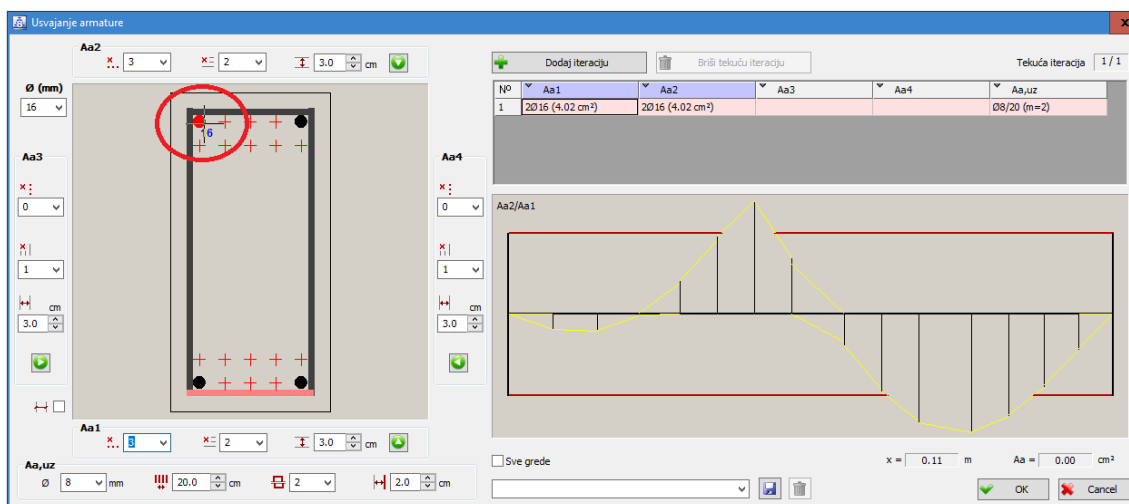 Usvajanje armature
x
Aa2
3
2
3.0 cm
Ø (mm)
16
16
Aa3
0
1
cm
3.0
Aa4
0
1
cm
3.0
Aa1
3
2
3.0 cm
Aa,uz
Ø 8 mm
20.0 cm
2
2.0 cm
Dodaj iteraciju
Briši tekuću iteraciju
Tekuća iteracija 1 / 1
Nº Aa1 Aa2 Aa3 Aa4 Aa,uz
1 2Ø16 (4.02 cm²) 2Ø16 (4.02 cm²) Ø8/20 (m=2)
Aa2/Aa1
Sve grede
x = 0.11 m
Aa = 0.00 cm²
OK
Cancel